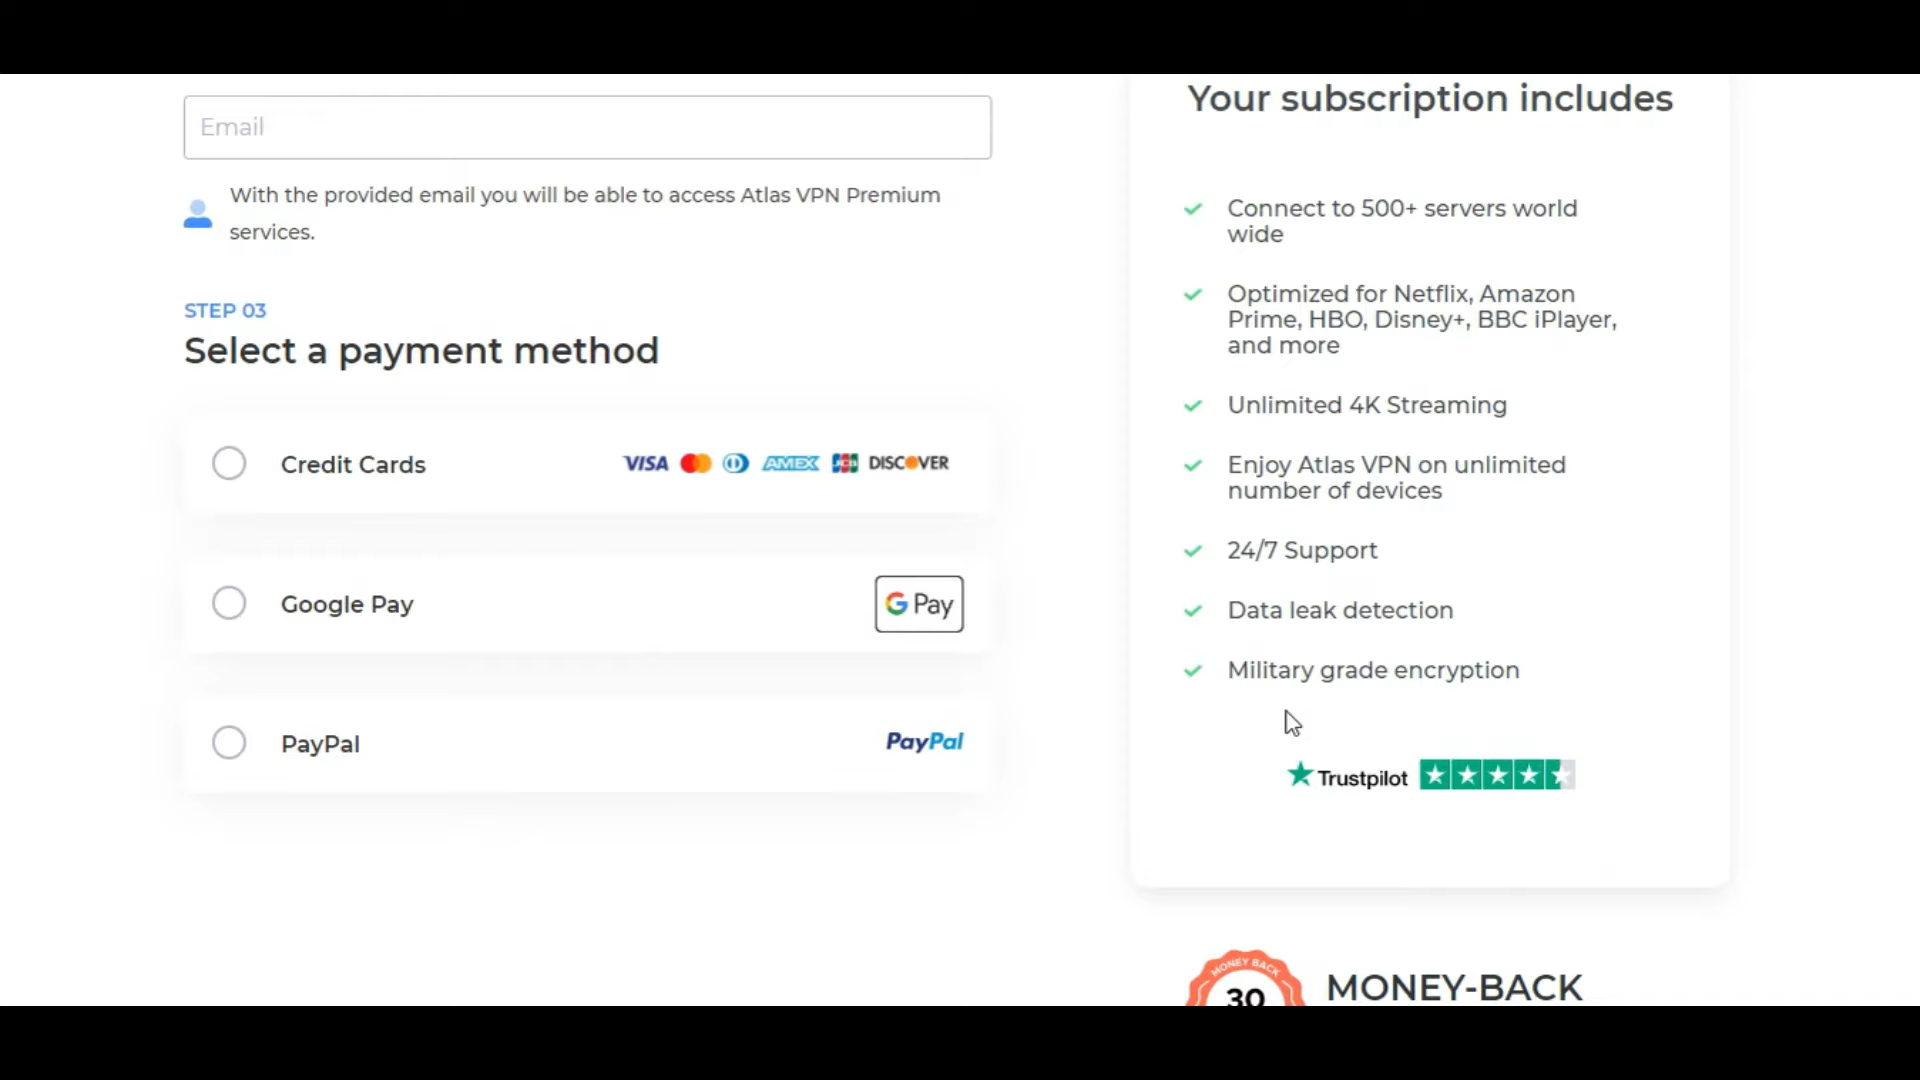 Email
With the provided email you will be able to access Atlas VPN Premium
services.
STEP 03
Select a payment method
Credit Cards
VISA AMEX JCB DISCOVER
Google Pay
G Pay
PayPal
PayPal
Your subscription includes
Connect to 500+ servers world
wide
Optimized for Netflix, Amazon
Prime, HBO, Disney+, BBC iPlayer,
and more
Unlimited 4K Streaming
Enjoy Atlas VPN on unlimited
number of devices
24/7 Support
Data leak detection
Military grade encryption
Trustpilot
MONEY BACK
30
MONEY-BACK